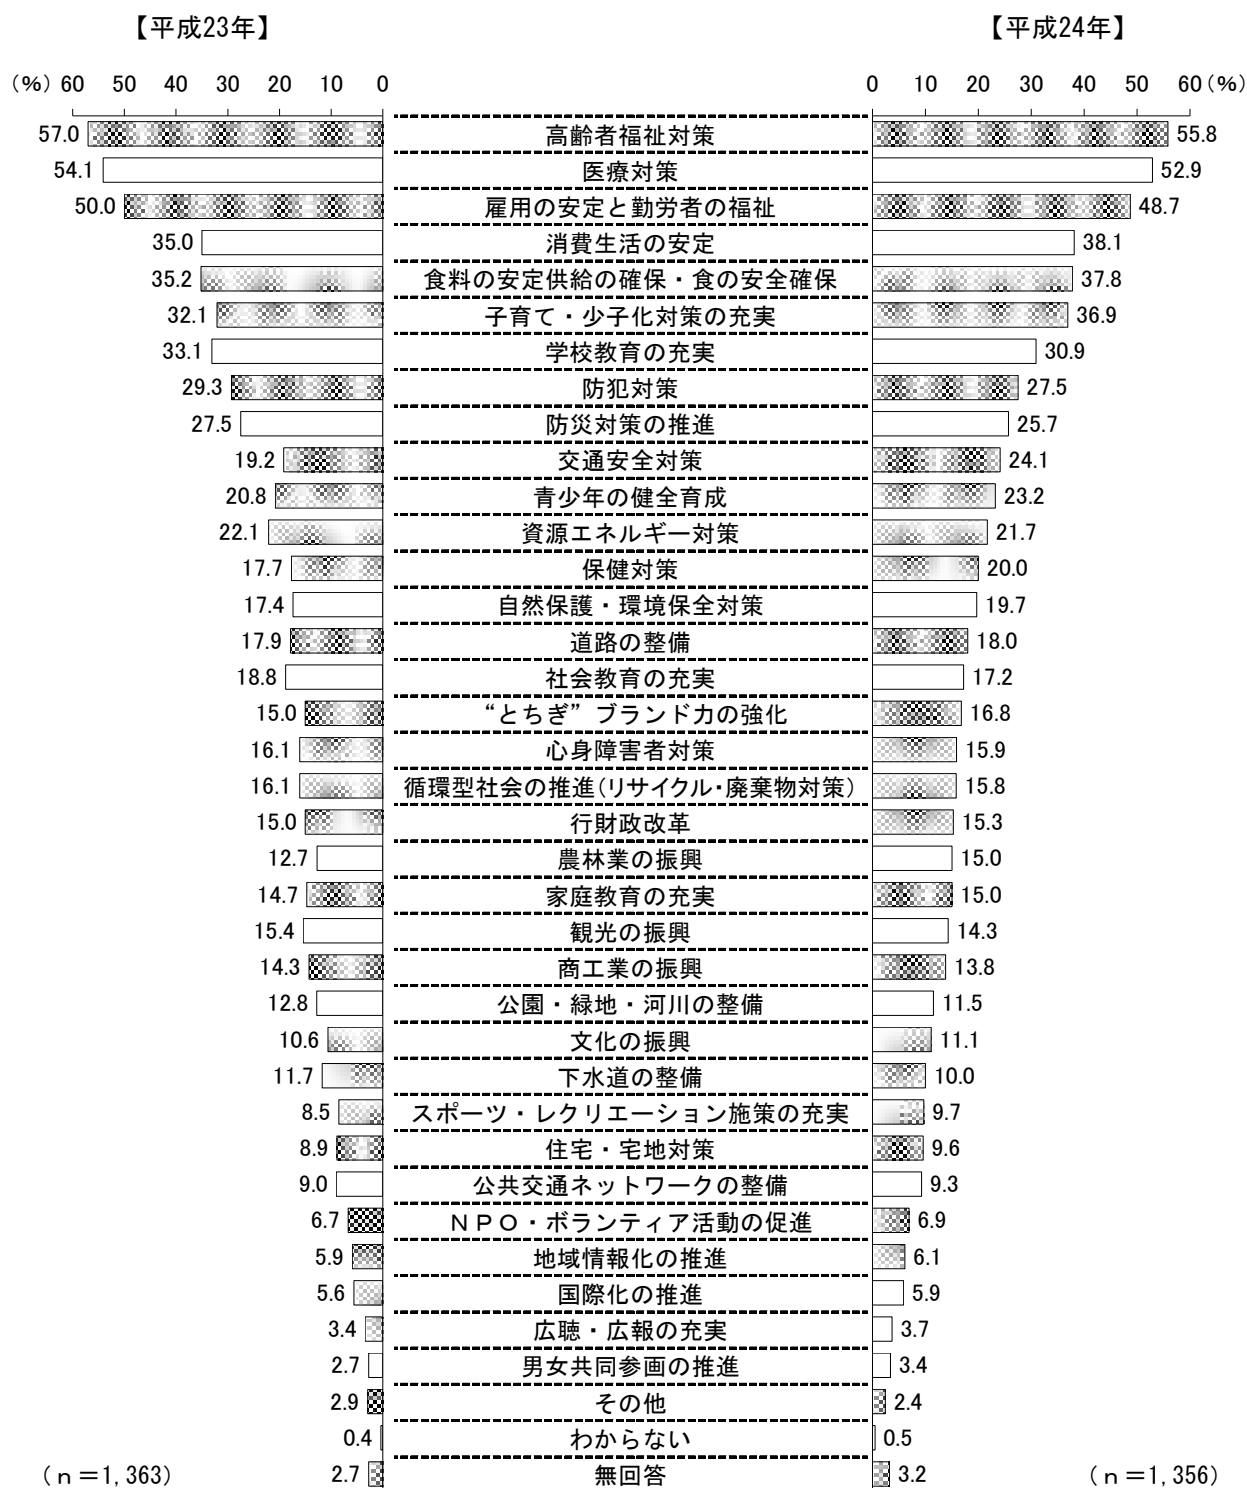 【平成23年】 【平成24年】
(%) 60 50 40 30 20 10 0 0 10 20 30 40 50 60 (%)
57.0 高齢者福祉対策 55.8
54.1 医療対策 52.9
50.0 雇用の安定と勤労者の福祉 48.7
35.0 消費生活の安定 38.1
35.2 食料の安定供給の確保・食の安全確保 37.8
32.1 子育て・少子化対策の充実 36.9
33.1 学校教育の充実 30.9
29.3 防犯対策 27.5
27.5 防災対策の推進 25.7
19.2 交通安全対策 24.1
20.8 青少年の健全育成 23.2
22.1 資源エネルギー対策 21.7
17.7 保健対策 20.0
17.4 自然保護・環境保全対策 19.7
17.9 道路の整備 18.0
18.8 社会教育の充実 17.2
15.0 “とちぎ”ブランド力の強化 16.8
16.1 心身障害者対策 15.9
16.1 循環型社会の推進(リサイクル・廃棄物対策) 15.8
15.0 行財政改革 15.3
12.7 農林業の振興 15.0
14.7 家庭教育の充実 15.0
15.4 観光の振興 14.3
14.3 商工業の振興 13.8
12.8 公園・緑地・河川の整備 11.5
10.6 文化の振興 11.1
11.7 下水道の整備 10.0
8.5 スポーツ・レクリエーション施策の充実 9.7
8.9 住宅・宅地対策 9.6
9.0 公共交通ネットワークの整備 9.3
6.7 NPO・ボランティア活動の促進 6.9
5.9 地域情報化の推進 6.1
5.6 国際化の推進 5.9
3.4 広聴・広報の充実 3.7
2.7 男女共同参画の推進 3.4
2.9 その他 2.4
0.4 わからない 0.5
(n=1,363) 2.7 無回答 3.2 (n=1,356)